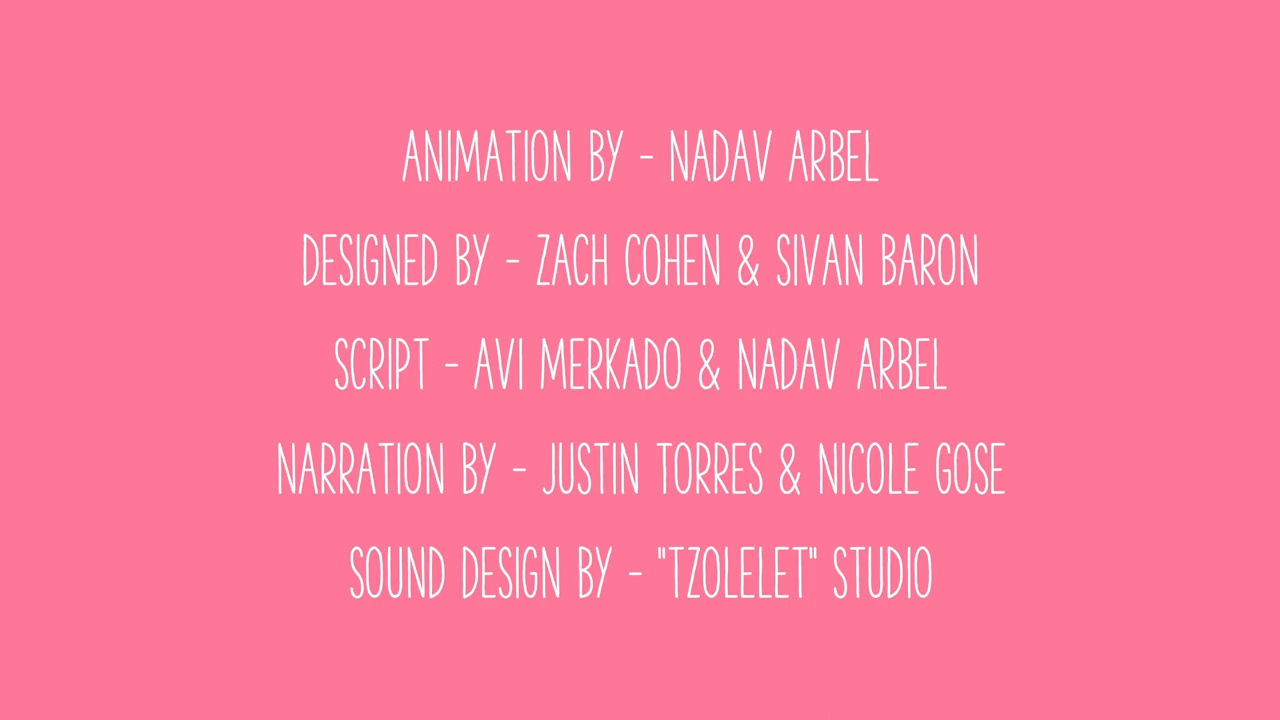 ANIMATION BY - NADAV ARBEL
DESIGNED BY - ZACH COHEN & SIVAN BARON
SCRIPT - AVI MERKADO & NADAV ARBEL
NARRATION BY - JUSTIN TORRES & NICOLE GOSE
SOUND DESIGN BY - "TZOLELET" STUDIO